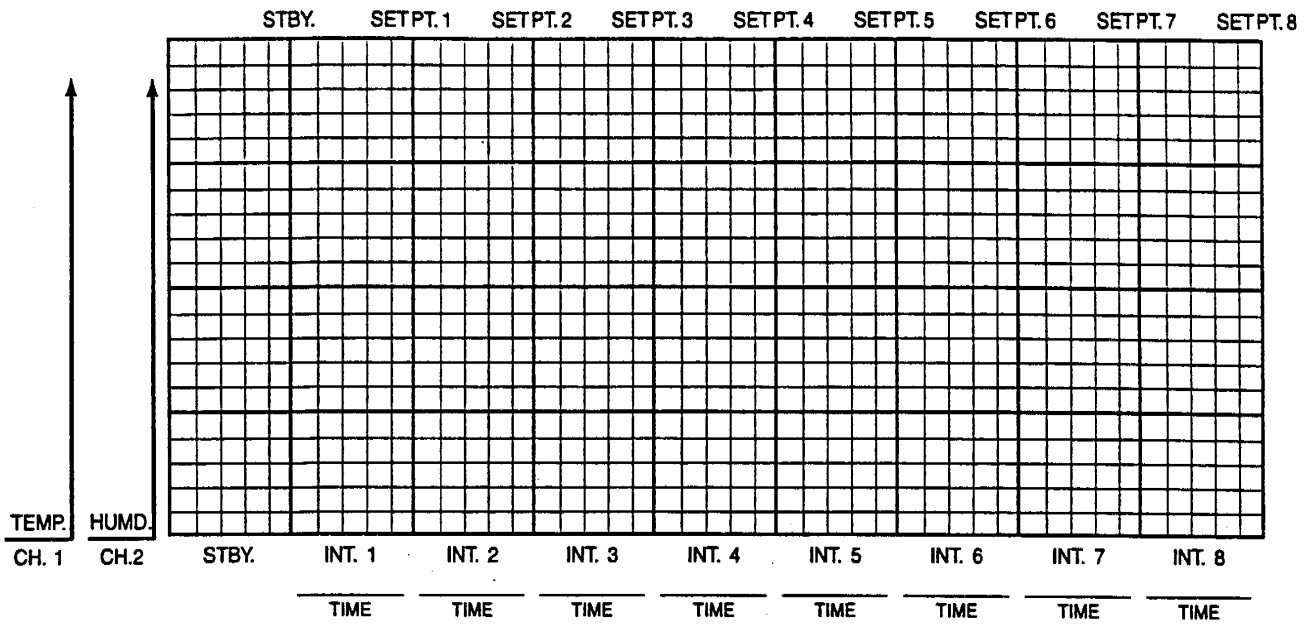 STBY. SETPT. 1 SETPT. 2 SETPT. 3 SETPT. 4 SETPT. 5 SETPT. 6 SETPT. 7 SETPT. 8
TEMP. HUMD.
CH. 1 CH.2 STBY. INT. 1 INT. 2 INT. 3 INT. 4 INT. 5 INT. 6 INT. 7 INT. 8
TIME TIME TIME TIME TIME TIME TIME TIME